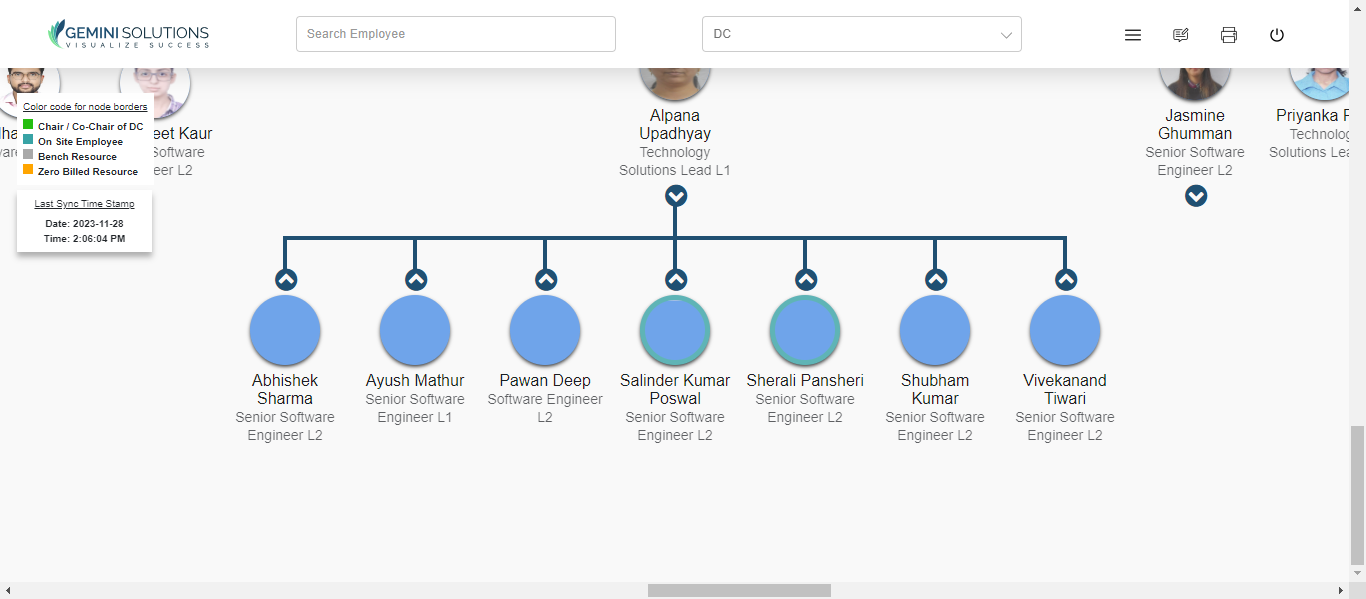 GEMINI SOLUTIONS
VISUALIZE SUCCESS
Search Employee
DC
Color code for node borders
Chair / Co-Chair of DC
On Site Employee
Bench Resource
Zero Billed Resource
Last Sync Time Stamp
Date: 2023-11-28
Time: 2:06:04 PM
eet Kaur
Software
eer L2
Alpana
Upadhyay
Technology
Solutions Lead L1
Jasmine
Ghumman
Senior Software
Engineer L2
Priyanka
Technolog
Solutions Lea
Abhishek
Sharma
Senior Software
Engineer L2
Ayush Mathur
Senior Software
Engineer L1
Pawan Deep
Software Engineer
L2
Salinder Kumar
Poswal
Senior Software
Engineer L2
Sherali Pansheri
Senior Software
Engineer L2
Shubham
Kumar
Senior Software
Engineer L2
Vivekanand
Tiwari
Senior Software
Engineer L2